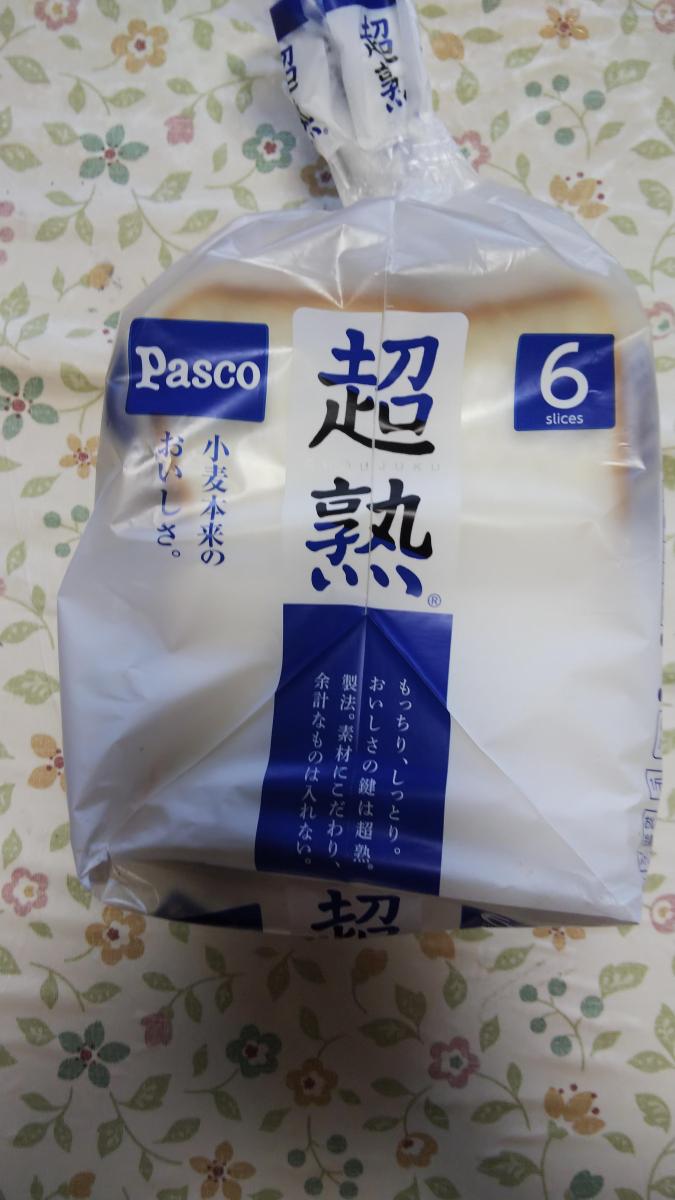 超熟
超熟
Pasco
超熟®
6
slices
小麦本来の
おいしさ。
もっちり、しっとり。
おいしさの鍵は超熟。
製法。素材にこだわり、
余計なものは入れない。
超